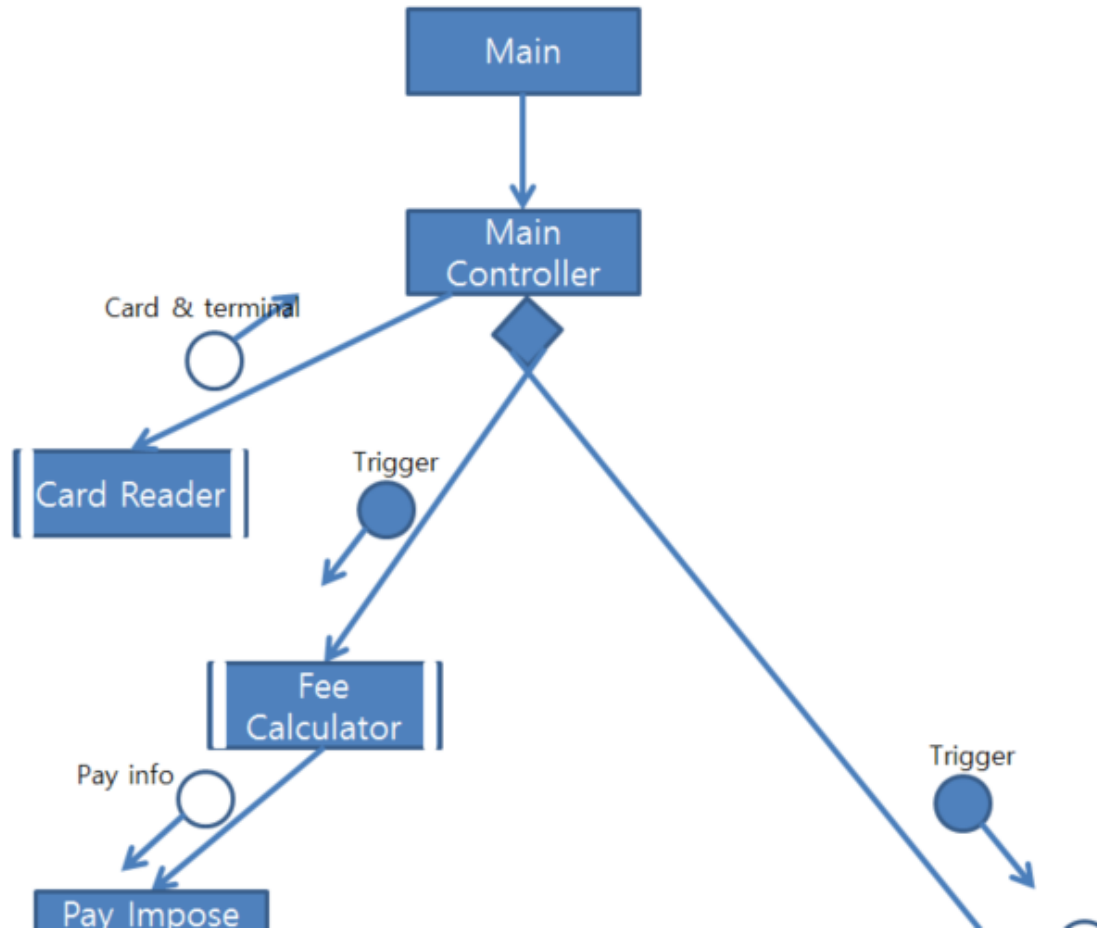 Main
Main
Controller
Card & terminal
Trigger
Card Reader
Fee
Calculator
Pay info
Trigger
Pay Impose